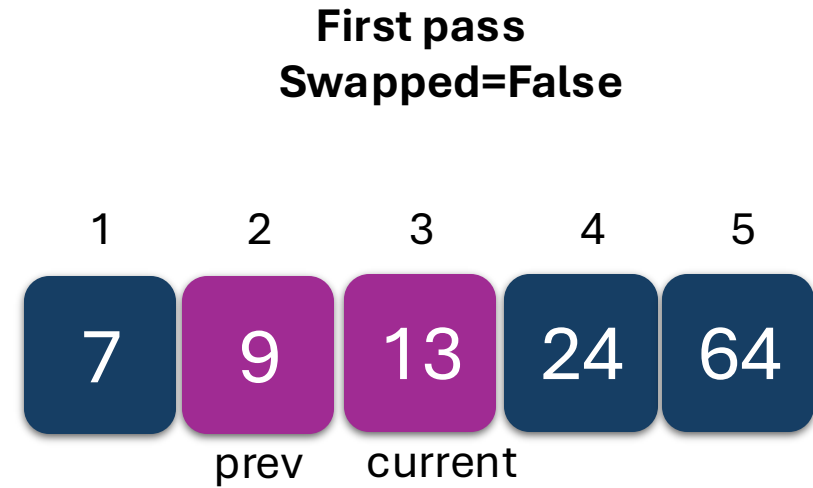 First pass
Swapped=False
1 2 3 4 5
7 9 13 24 64
prev current